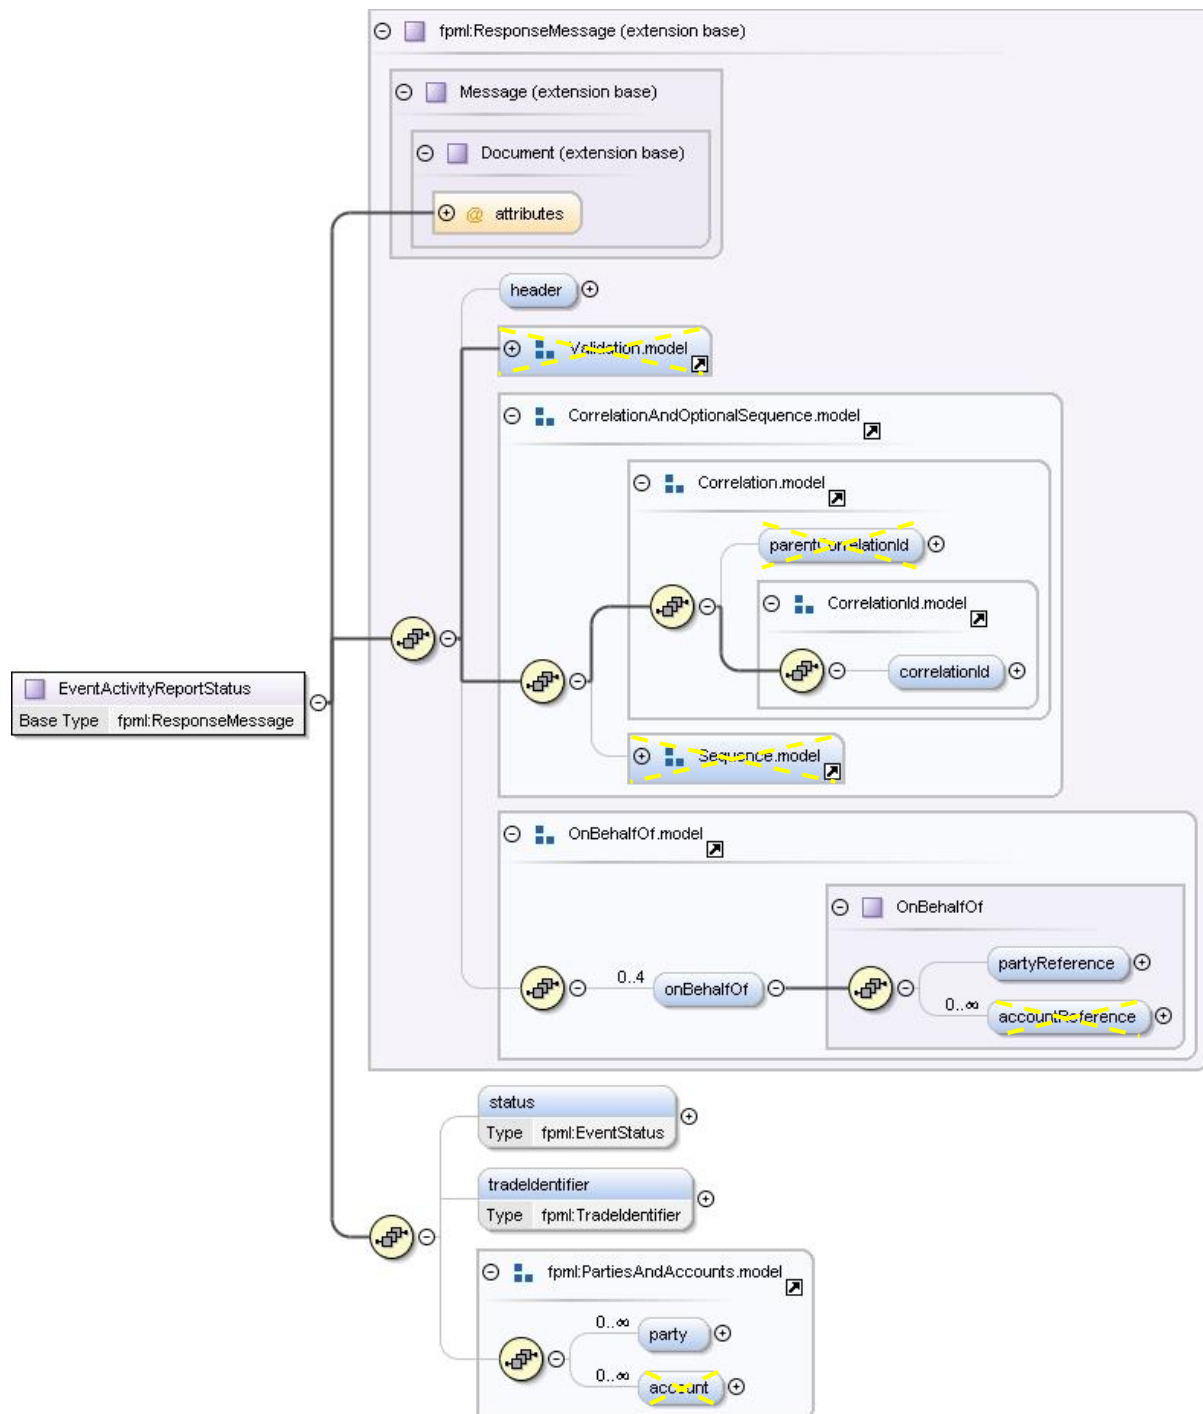 fpml:ResponseMessage (extension base)
Message (extension base)
Document (extension base)
@ attributes
header
Validation.model
CorrelationAndOptionalSequence.model
Correlation.model
parentCorrelationId
CorrelationId.model
correlationId
EventActivityReportStatus
Base Type fpml:ResponseMessage
Sequence.model
OnBehalfOf.model
OnBehalfOf
partyReference
0..4 onBehalfOf
0..∞ accountReference
status
Type fpml:EventStatus
tradeIdentifier
Type fpml:TradeIdentifier
fpml:PartiesAndAccounts.model
0..∞ party
0..∞ account